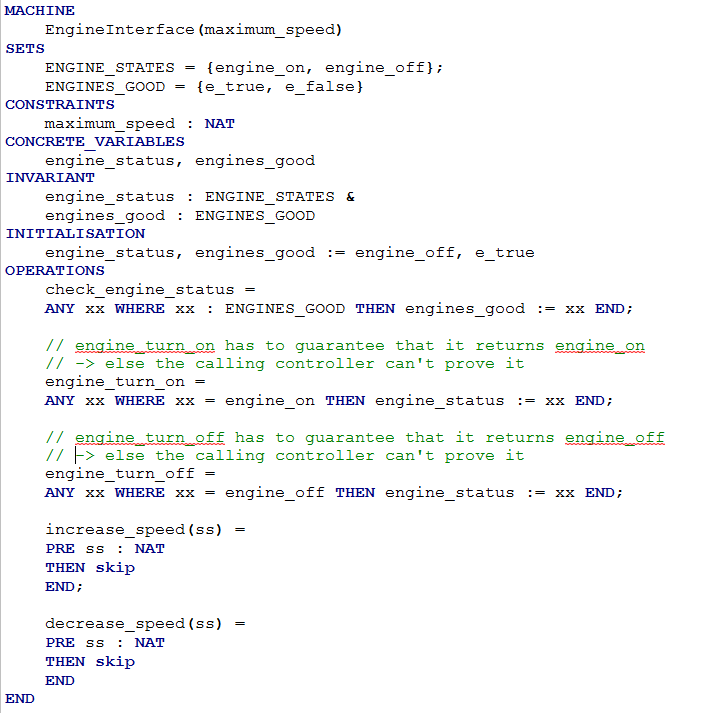 MACHINE
EngineInterface(maximum_speed)
SETS
ENGINE_STATES = {engine_on, engine_off};
ENGINES_GOOD = {e_true, e_false}
CONSTRAINTS
maximum_speed : NAT
CONCRETE_VARIABLES
engine_status, engines_good
INVARIANT
engine_status : ENGINE_STATES &
engines_good : ENGINES_GOOD
INITIALISATION
engine_status, engines_good := engine_off, e_true
OPERATIONS
check_engine_status =
ANY xx WHERE xx : ENGINES_GOOD THEN engines_good := xx END;
// engine_turn_on has to guarantee that it returns engine_on
// -> else the calling controller can't prove it
engine_turn_on =
ANY xx WHERE xx = engine_on THEN engine_status := xx END;
// engine_turn_off has to guarantee that it returns engine_off
// -> else the calling controller can't prove it
engine_turn_off =
ANY xx WHERE xx = engine_off THEN engine_status := xx END;
increase_speed(ss) =
PRE ss : NAT
THEN skip
END;
decrease_speed(ss) =
PRE ss : NAT
THEN skip
END
END